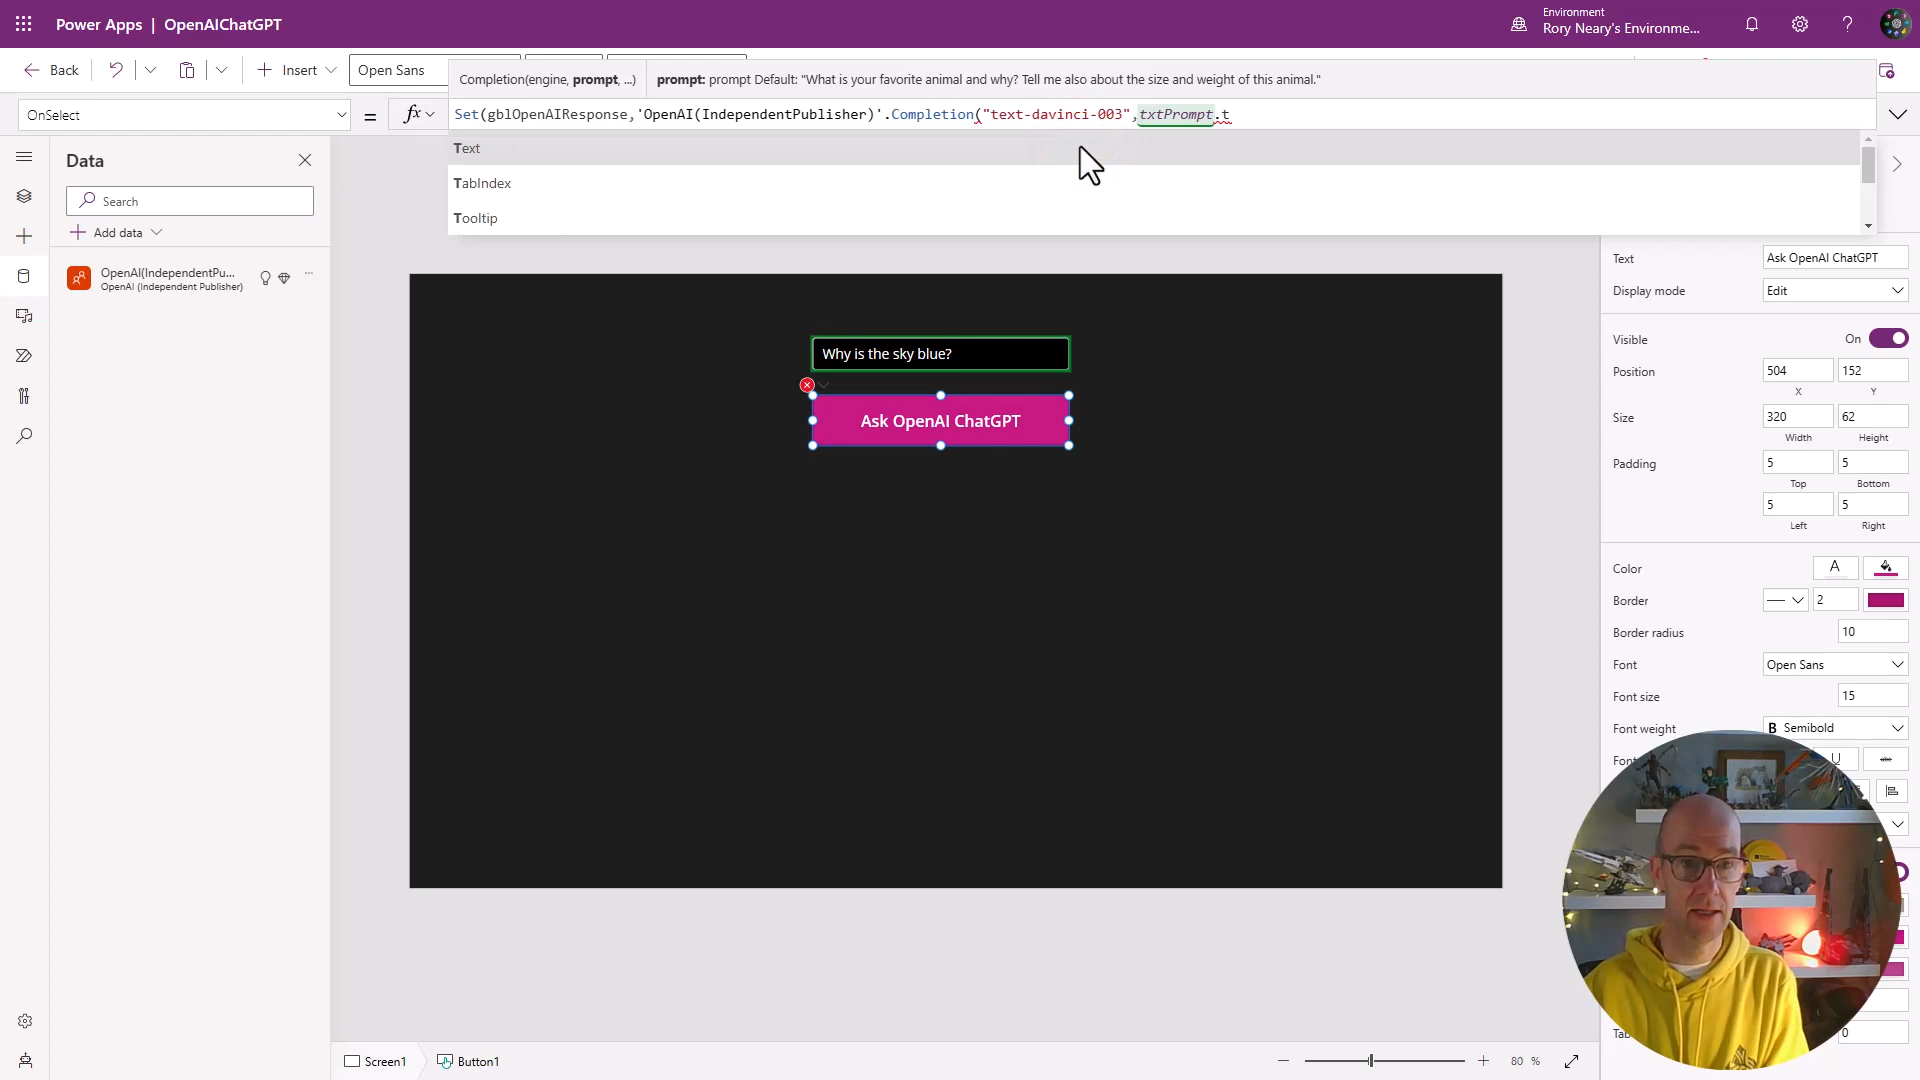 Power Apps | OpenAIChatGPT
Environment
Rory Neary's Environme...
Back
Insert
Open Sans
Completion(engine, prompt, ...)
prompt: prompt Default: "What is your favorite animal and why? Tell me also about the size and weight of this animal."
OnSelect
=
fx
Set(gblOpenAIResponse,'OpenAI(IndependentPublisher)'.Completion("text-davinci-003",txtPrompt.t
Text
TabIndex
Tooltip
Data
Search
Add data
OpenAI(IndependentPu...
OpenAI (Independent Publisher)
Why is the sky blue?
Ask OpenAI ChatGPT
Text
Ask OpenAI ChatGPT
Display mode
Edit
Visible
On
Position
504
152
X
Y
Size
320
62
Width
Height
Padding
5
5
Top
Bottom
5
5
Left
Right
Color
A
Border
2
Border radius
10
Font
Open Sans
Font size
15
Font weight
B Semibold
U
abc
0
Screen1
Button1
80 %